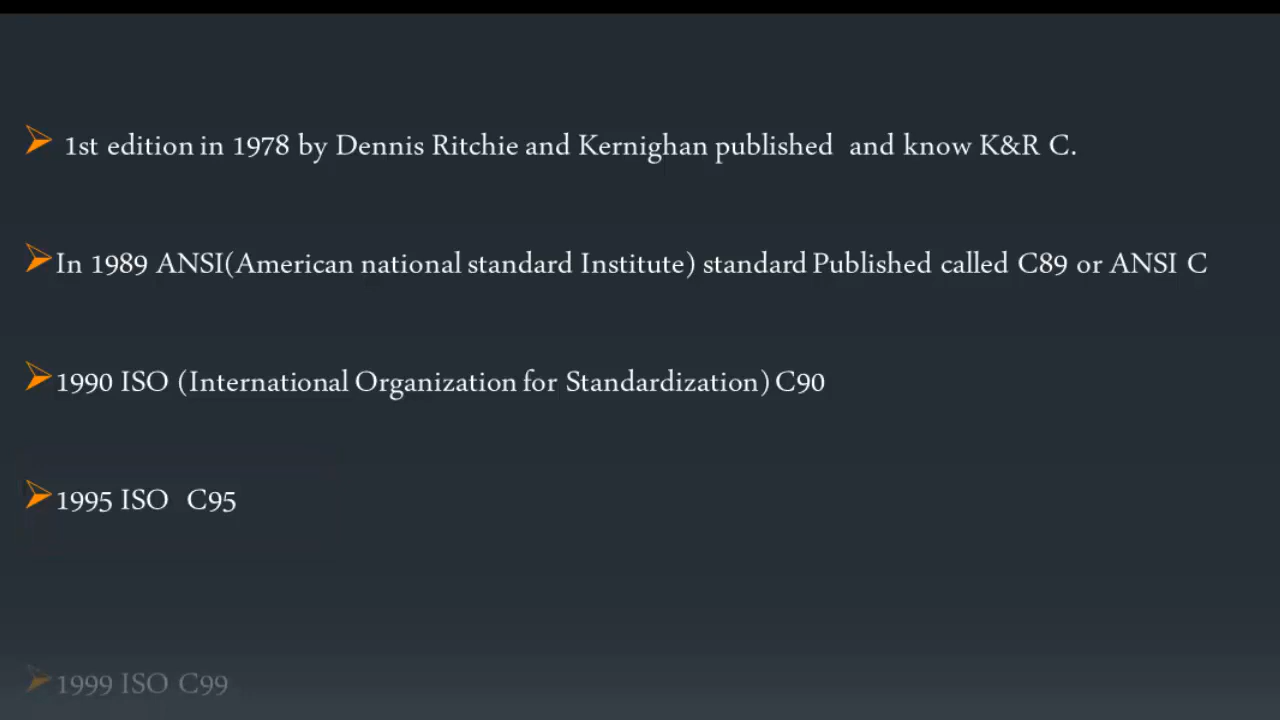 1st edition in 1978 by Dennis Ritchie and Kernighan published and know K&R C.
In 1989 ANSI(American national standard Institute) standard Published called C89 or ANSI C
1990 ISO (International Organization for Standardization) C90
1995 ISO C95
1999 ISO C99